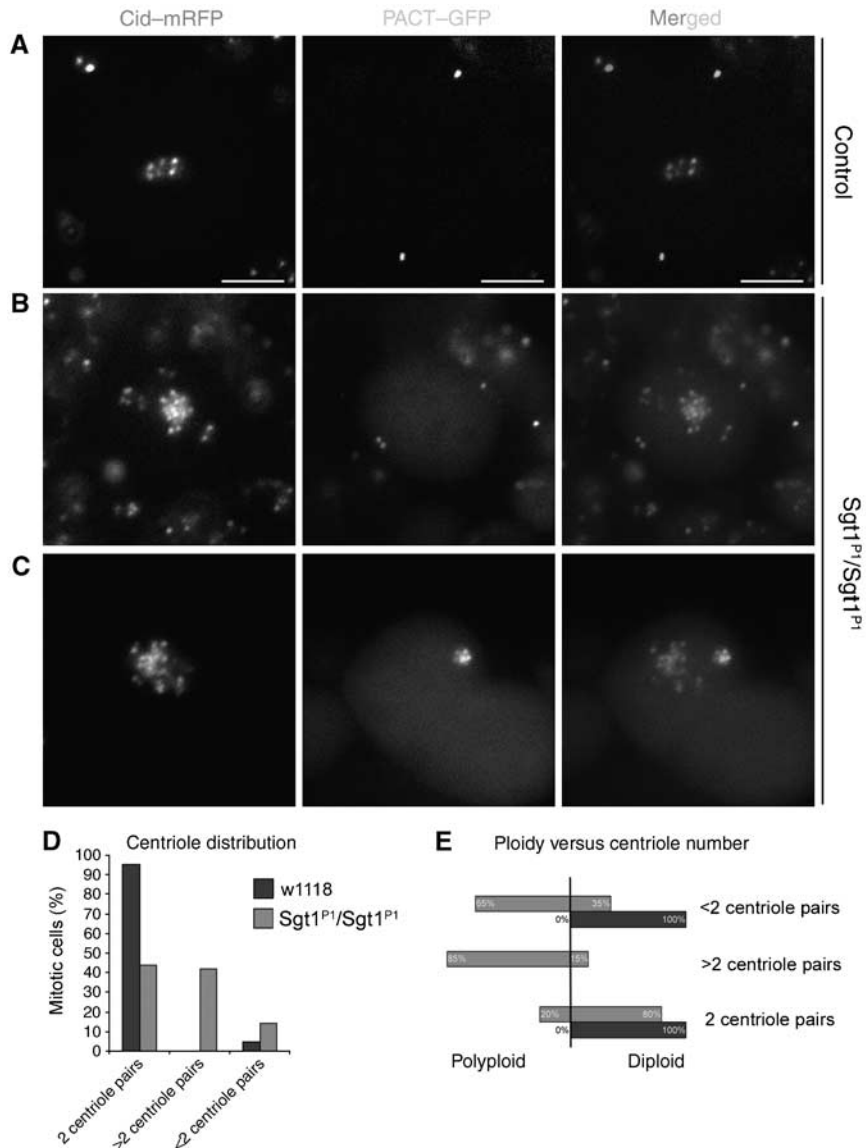 Cid–mRFP PACT–GFP Merged
A
Control
B
Sgt1P1/Sgt1P1
C
D Centriole distribution
100
90
80
70
60
50
40
30
20
10
0
Mitotic cells (%)
w1118
Sgt1P1/Sgt1P1
2 centriole pairs
>2 centriole pairs
<2 centriole pairs
E Ploidy versus centriole number
65% 35% <2 centriole pairs
0% 100%
85% 15% >2 centriole pairs
20% 80% 2 centriole pairs
0% 100%
Polyploid Diploid